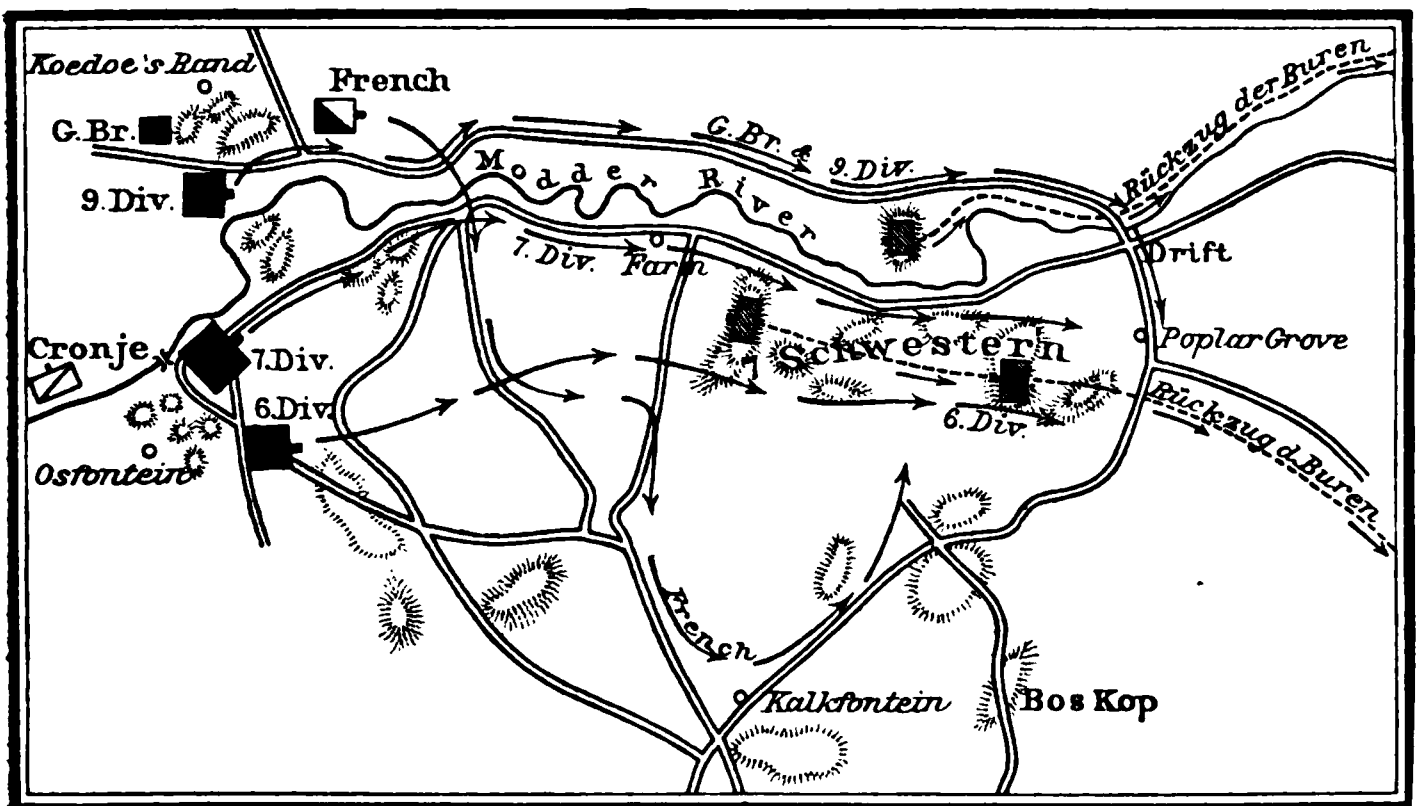 Koedoe's Rand
French
G.Br.
G.Br. &
9.Div.
9.Div.
Modder River
Rückzug der Buren
7.Div.
Farm
Drift
Cronje
7.Div.
7 Schwestern
Poplar Grove
6.Div.
6.Div.
Rückzug d. Buren
Osfontein
French
Kalkfontein
Bos Kop